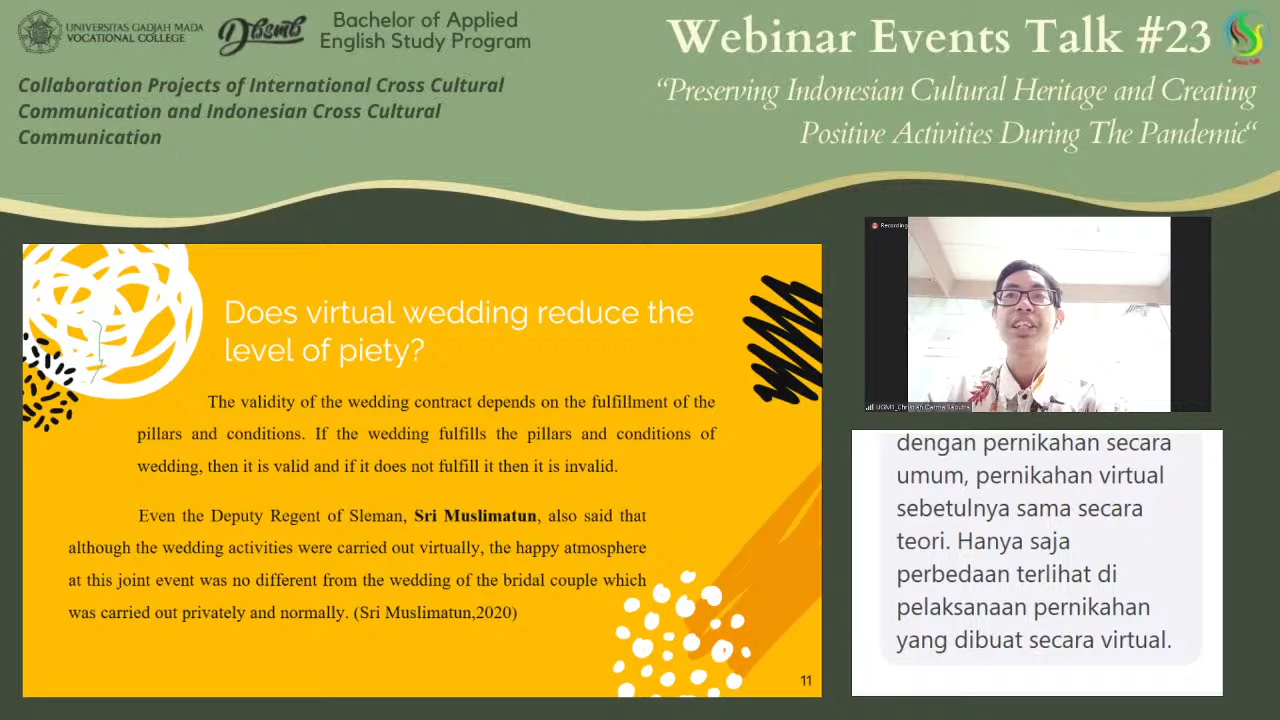 UNIVERSITAS GADJAH MADA
VOCATIONAL COLLEGE
Dbsmb
Bachelor of Applied
English Study Program
Collaboration Projects of International Cross Cultural
Communication and Indonesian Cross Cultural
Communication
Webinar Events Talk #23
Events Talk
“Preserving Indonesian Cultural Heritage and Creating
Positive Activities During The Pandemic“
Does virtual wedding reduce the
level of piety?
The validity of the wedding contract depends on the fulfillment of the
pillars and conditions. If the wedding fulfills the pillars and conditions of
wedding, then it is valid and if it does not fulfill it then it is invalid.
Even the Deputy Regent of Sleman, Sri Muslimatun, also said that
although the wedding activities were carried out virtually, the happy atmosphere
at this joint event was no different from the wedding of the bridal couple which
was carried out privately and normally. (Sri Muslimatun,2020)
11
Recording
UGM1_Christian Carma Saputra
dengan pernikahan secara
umum, pernikahan virtual
sebetulnya sama secara
teori. Hanya saja
perbedaan terlihat di
pelaksanaan pernikahan
yang dibuat secara virtual.